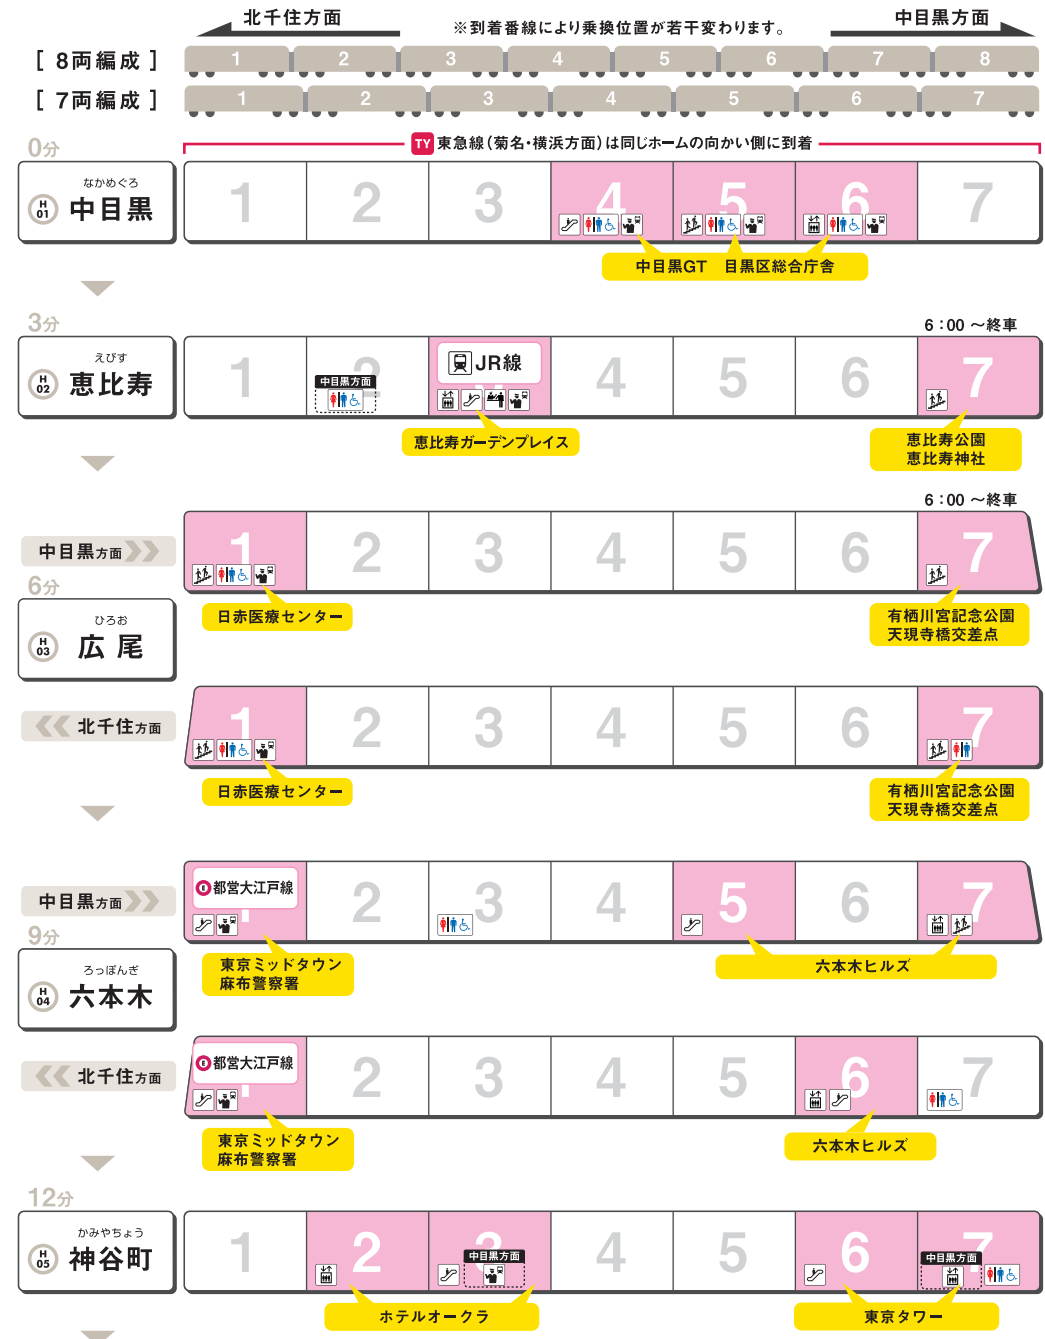 北千住方面
※到着番線により乗換位置が若干変わります。
中目黒方面
[ 8両編成 ]
1 2 3 4 5 6 7 8
[ 7両編成 ]
1 2 3 4 5 6 7
TY 東急線（菊名・横浜方面）は同じホームの向かい側に到着
0分
なかめぐろ
H 01 中目黒
1 2 3 4 5 6 7
中目黒GT 目黒区総合庁舎
3分
6：00 〜終車
えびす
H 02 恵比寿
1 2 4 5 6 7
JR線
中目黒方面
恵比寿ガーデンプレイス
恵比寿公園
恵比寿神社
6：00 〜終車
中目黒方面
1 2 3 4 5 6 7
日赤医療センター
有栖川宮記念公園
天現寺橋交差点
6分
ひろお
H 03 広尾
北千住方面
1 2 3 4 5 6 7
日赤医療センター
有栖川宮記念公園
天現寺橋交差点
中目黒方面
E 都営大江戸線
2 3 4 5 6 7
東京ミッドタウン
麻布警察署
六本木ヒルズ
9分
ろっぽんぎ
H 04 六本木
北千住方面
E 都営大江戸線
2 3 4 5 6 7
東京ミッドタウン
麻布警察署
六本木ヒルズ
12分
かみやちょう
H 05 神谷町
1 2 3 4 5 6 7
中目黒方面
中目黒方面
ホテルオークラ
東京タワー